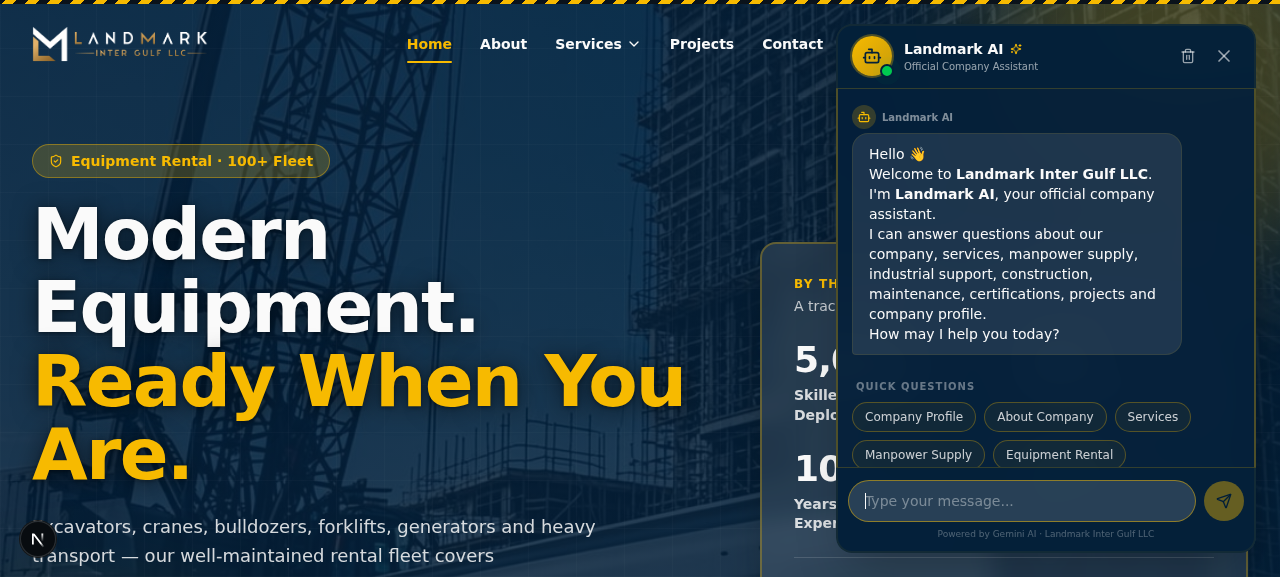 LANDMARK
INTER GULF LLC
Home
About
Services
Projects
Contact
Equipment Rental · 100+ Fleet
Modern
Equipment.
Ready When You
Are.
cavators, cranes, bulldozers, forklifts, generators and heavy
transport — our well-maintained rental fleet covers
N
BY TH
A trac
5,0
Skille
Deplo
10
Years
Exper
Landmark AI
Official Company Assistant
Landmark AI
Hello 👋
Welcome to Landmark Inter Gulf LLC.
I'm Landmark AI, your official company
assistant.
I can answer questions about our
company, services, manpower supply,
industrial support, construction,
maintenance, certifications, projects and
company profile.
How may I help you today?
QUICK QUESTIONS
Company Profile
About Company
Services
Manpower Supply
Equipment Rental
Type your message...
Powered by Gemini AI · Landmark Inter Gulf LLC